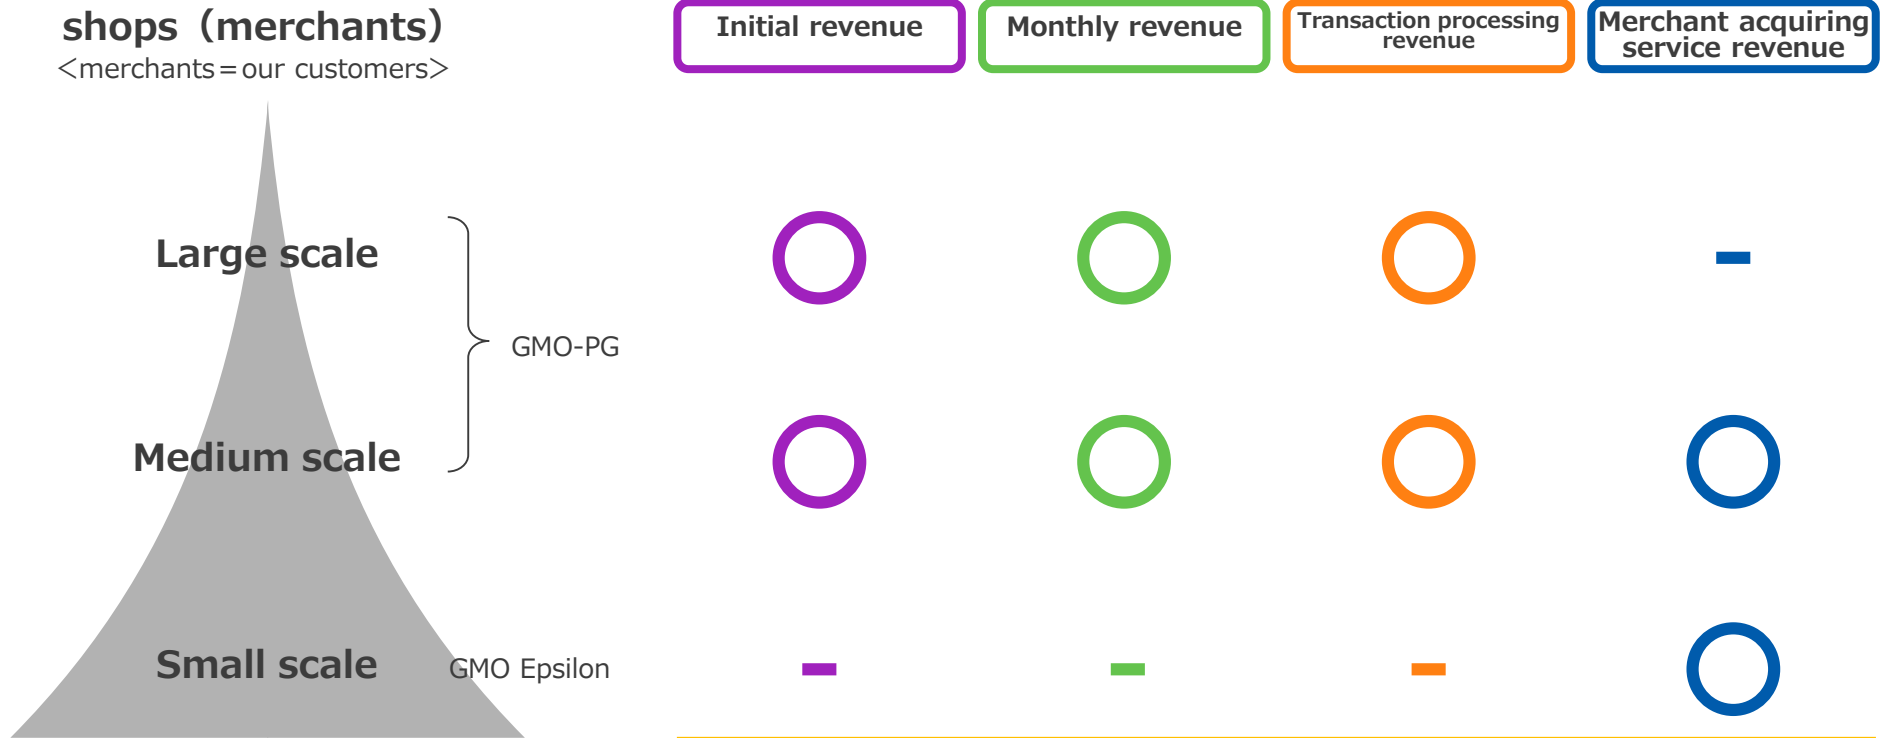 shops（merchants）
＜merchants＝our customers＞
Initial revenue
Monthly revenue
Transaction processing
revenue
Merchant acquiring
service revenue
Large scale
GMO-PG
Medium scale
Small scale
GMO Epsilon